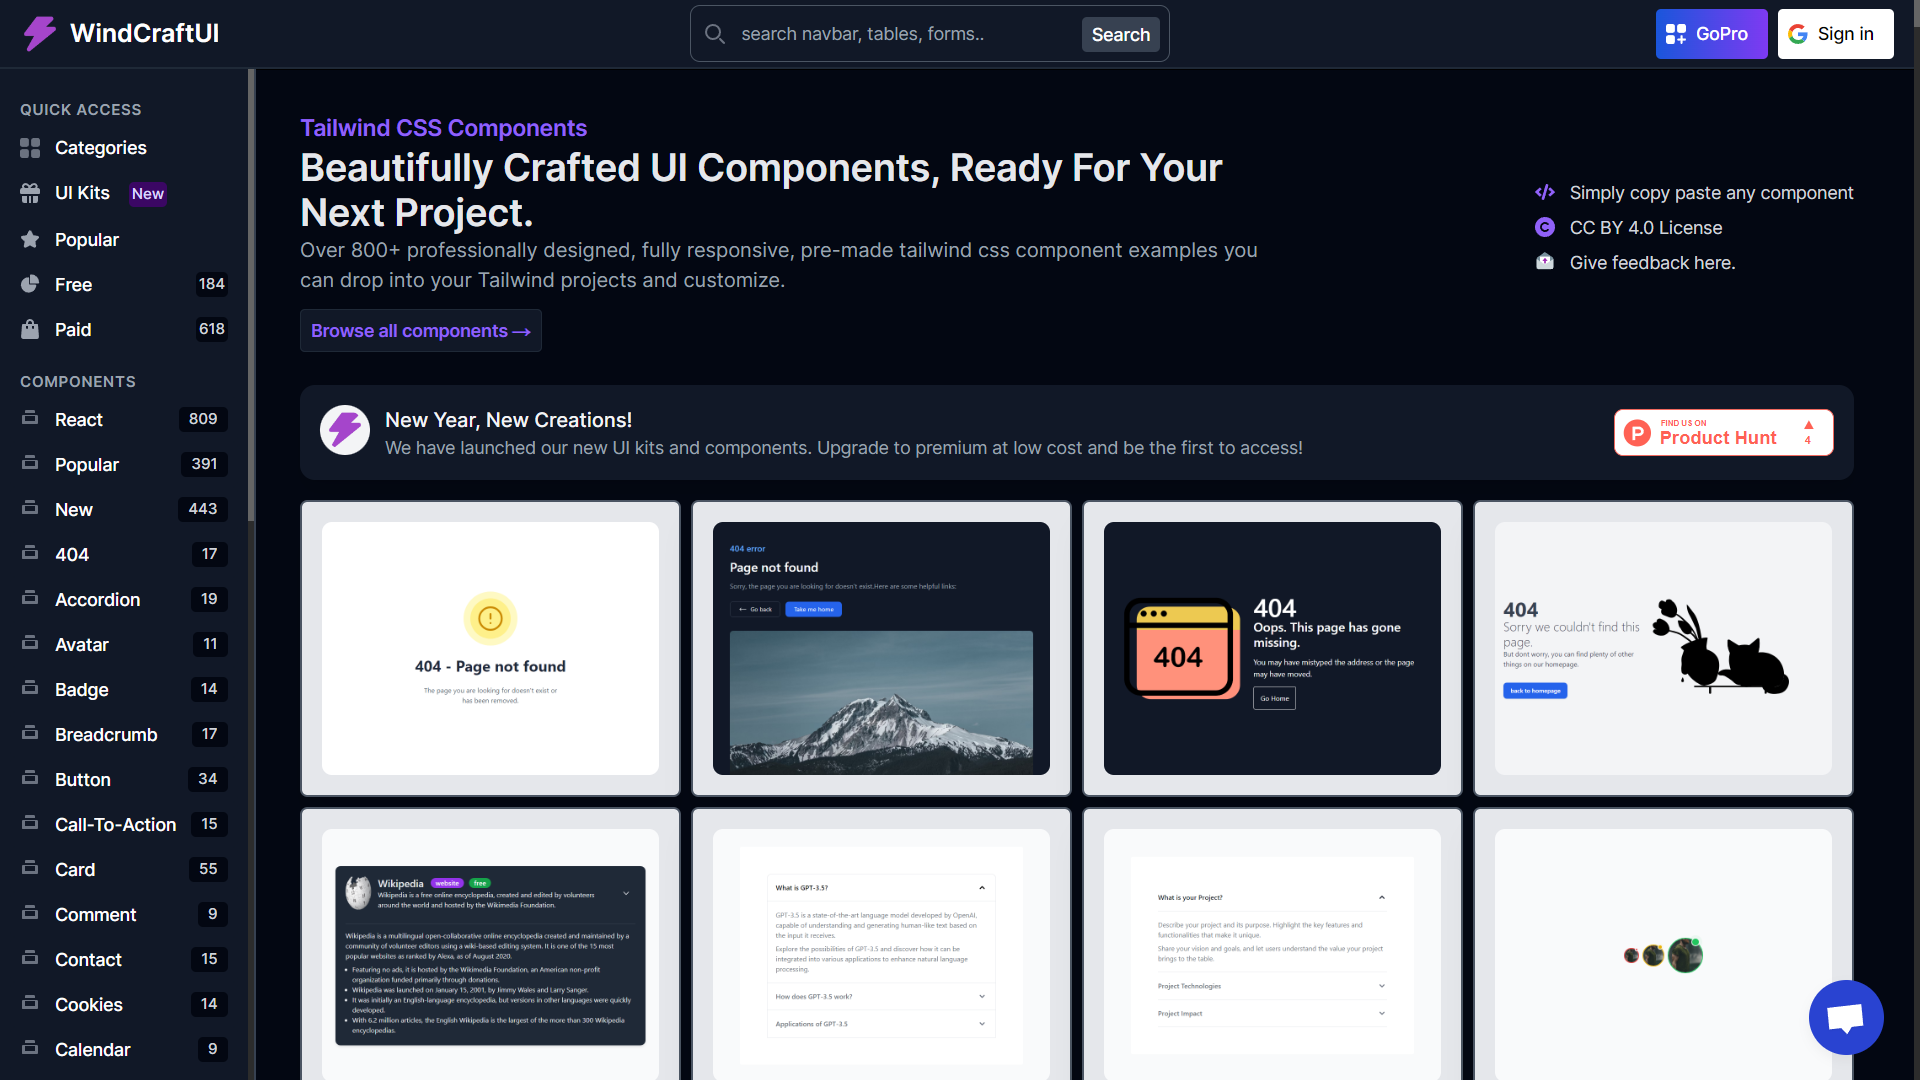 WindCraftUI
search navbar, tables, forms..
Search
GoPro
Sign in
QUICK ACCESS
Categories
UI Kits New
Popular
Free 184
Paid 618
COMPONENTS
React 809
Popular 391
New 443
404 17
Accordion 19
Avatar 11
Badge 14
Breadcrumb 17
Button 34
Call-To-Action 15
Card 55
Comment 9
Contact 15
Cookies 14
Calendar 9
Tailwind CSS Components
Beautifully Crafted UI Components, Ready For Your
Next Project.
Over 800+ professionally designed, fully responsive, pre-made tailwind css component examples you
can drop into your Tailwind projects and customize.
Browse all components →
Simply copy paste any component
CC BY 4.0 License
Give feedback here.
New Year, New Creations!
We have launched our new UI kits and components. Upgrade to premium at low cost and be the first to access!
P
FIND US ON
Product Hunt
4
404 - Page not found
The page you are looking for doesn't exist or
has been removed.
404 error
Page not found
Sorry, the page you are looking for doesn't exist.Here are some helpful links:
← Go back
Take me home
404
404
Oops. This page has gone
missing.
You may have mistyped the address or the page
may have moved.
Go Home
404
Sorry we couldn't find this
page.
But dont worry, you can find plenty of other
things on our homepage.
back to homepage
Wikipedia website free
Wikipedia is a free online encyclopedia, created and edited by volunteers
around the world and hosted by the Wikimedia Foundation.
Wikipedia is a multilingual open-collaborative online encyclopedia created and maintained by a
community of volunteer editors using a wiki-based editing system. It is one of the 15 most
popular websites as ranked by Alexa, as of August 2020.
• Featuring no ads, it is hosted by the Wikimedia Foundation, an American non-profit
organization funded primarily through donations.
• Wikipedia was launched on January 15, 2001, by Jimmy Wales and Larry Sanger.
• It was initially an English-language encyclopedia, but versions in other languages were quickly
developed.
• With 6.2 million articles, the English Wikipedia is the largest of the more than 300 Wikipedia
encyclopedias.
What is GPT-3.5?
GPT-3.5 is a state-of-the-art language model developed by OpenAI,
capable of understanding and generating human-like text based on
the input it receives.
Explore the possibilities of GPT-3.5 and discover how it can be
integrated into various applications to enhance natural language
processing.
How does GPT-3.5 work?
Applications of GPT-3.5
What is your Project?
Describe your project and its purpose. Highlight the key features and
functionalities that make it unique.
Share your vision and goals, and let users understand the value your project
brings to the table.
Project Technologies
Project Impact